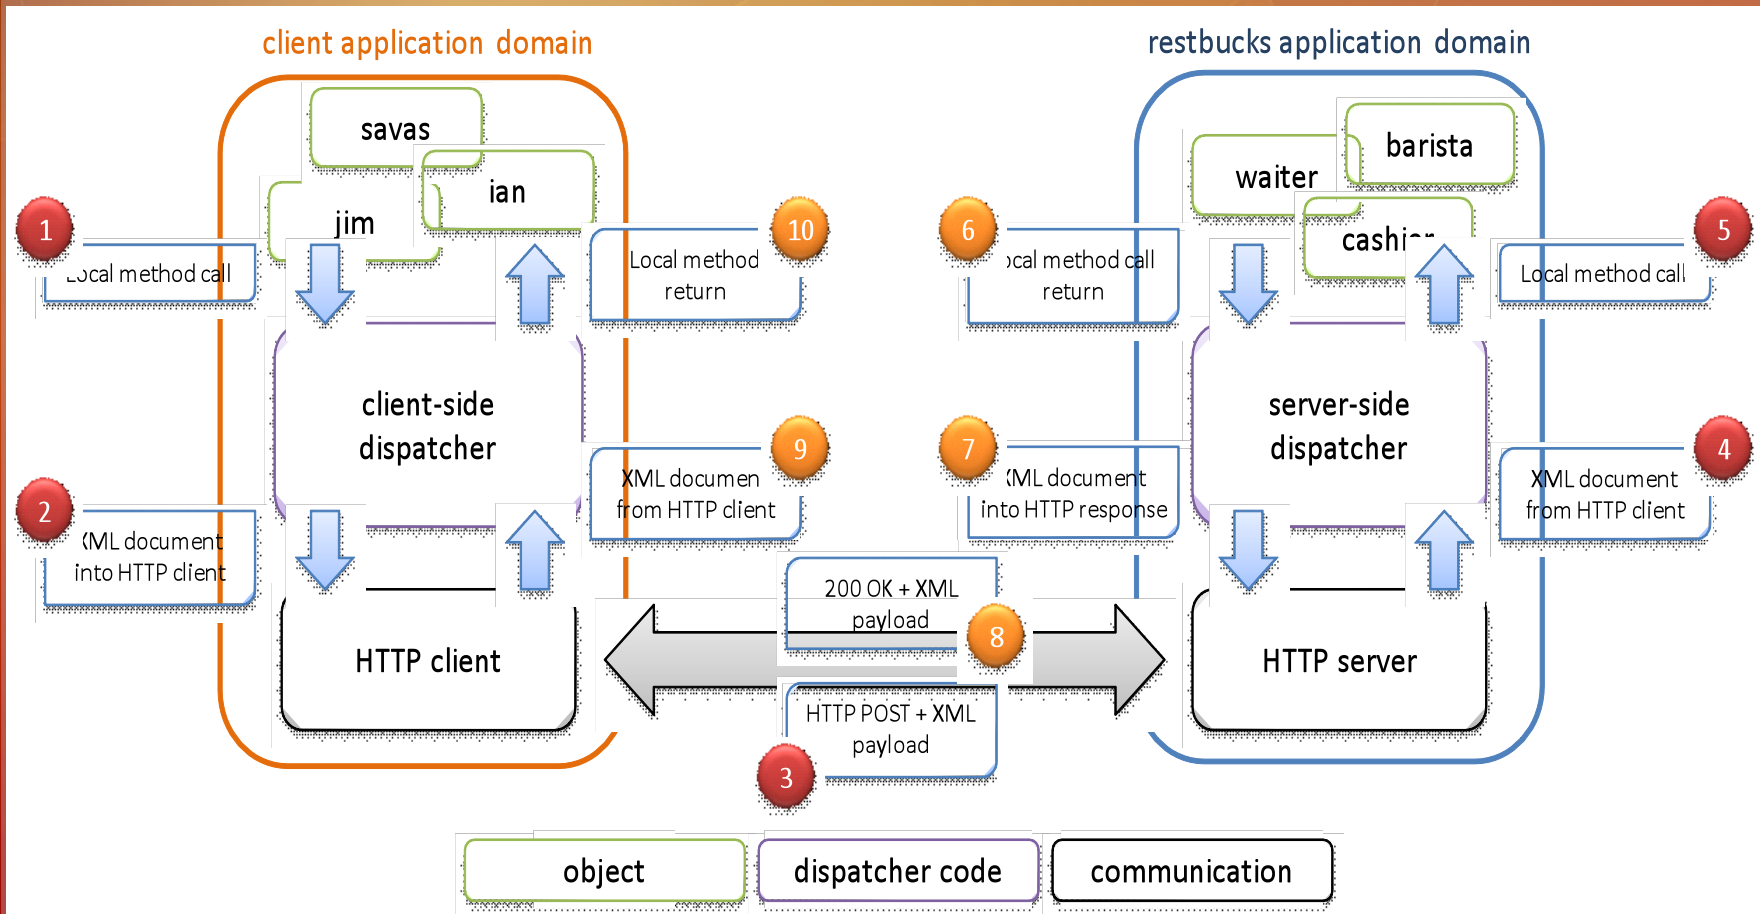 client application domain
restbucks application domain
savas
ian
jim
waiter
barista
cashier
1
Local method call
10
Local method
return
6
ocal method call
return
5
Local method call
client-side
dispatcher
server-side
dispatcher
2
XML document
into HTTP client
9
XML documen
from HTTP client
7
XML document
into HTTP response
4
XML document
from HTTP client
200 OK + XML
payload
8
HTTP client
HTTP server
HTTP POST + XML
payload
3
object
dispatcher code
communication